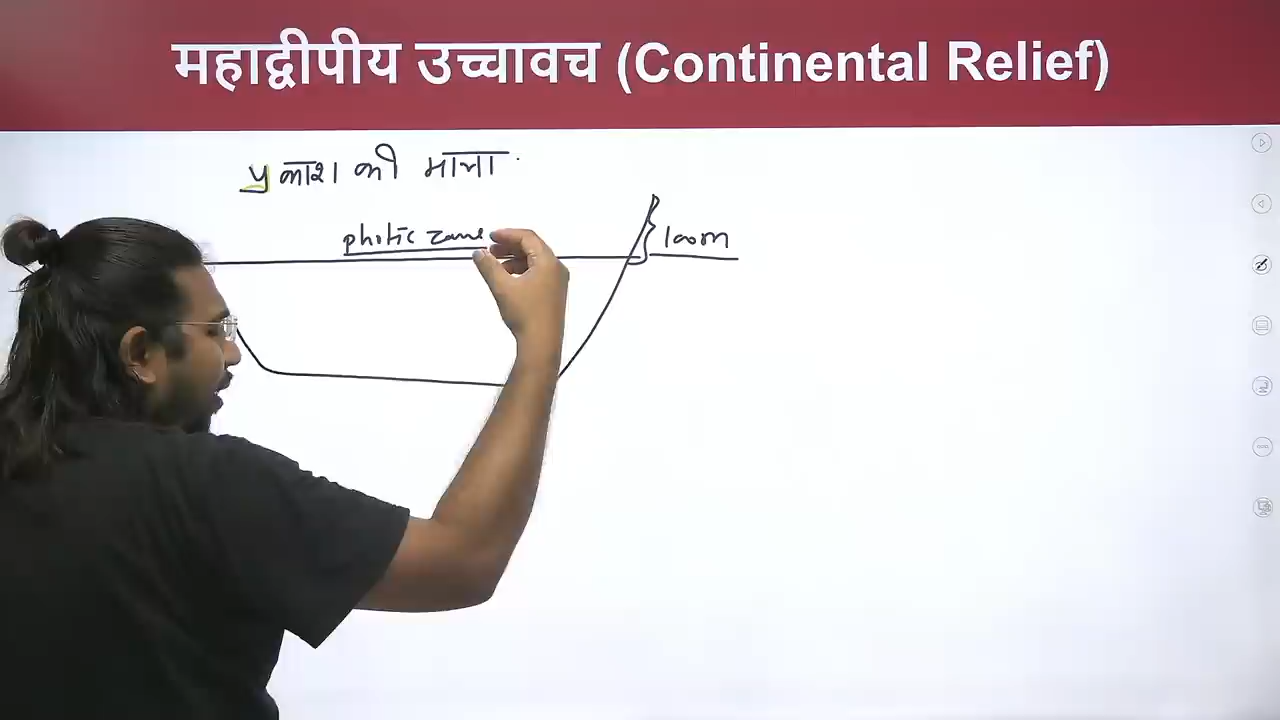 महाद्वीपीय उच्चावच (Continental Relief)
प्रकाश की मात्रा
photic zone
100m